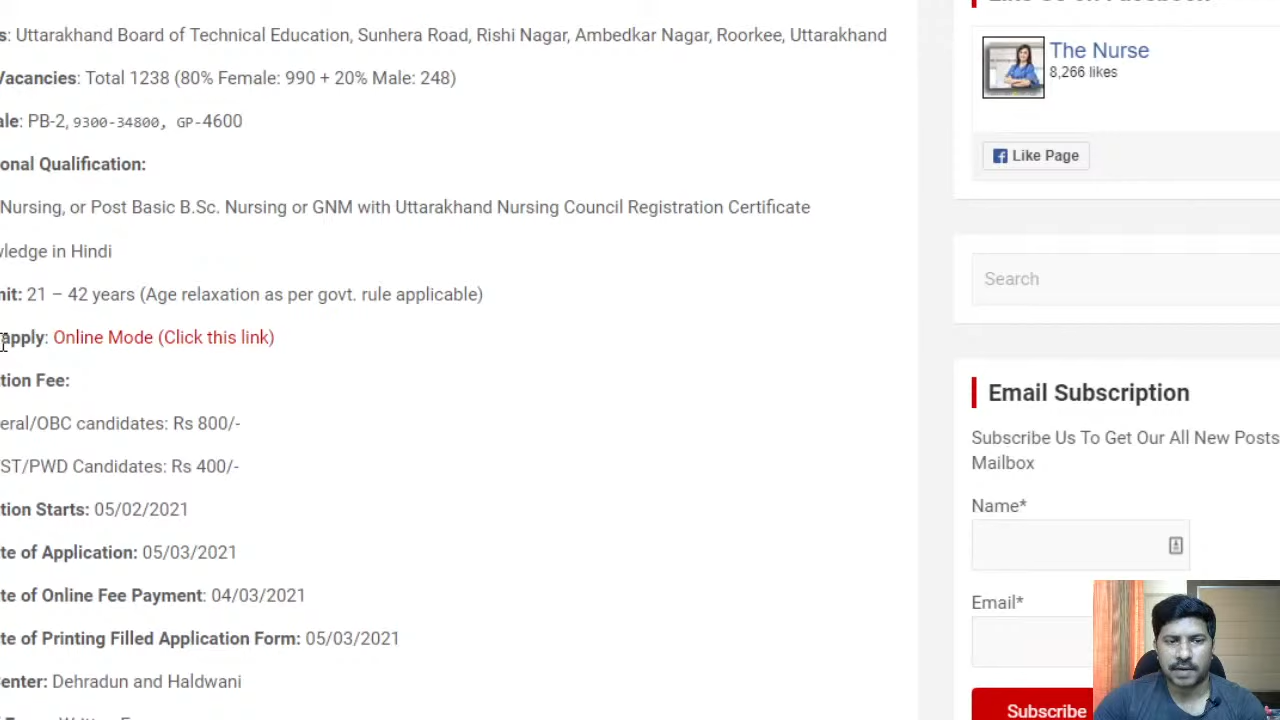 Like Us on Facebook
s: Uttarakhand Board of Technical Education, Sunhera Road, Rishi Nagar, Ambedkar Nagar, Roorkee, Uttarakhand
Vacancies: Total 1238 (80% Female: 990 + 20% Male: 248)
ale: PB-2, 9300-34800, GP-4600
onal Qualification:
Nursing, or Post Basic B.Sc. Nursing or GNM with Uttarakhand Nursing Council Registration Certificate
wledge in Hindi
nit: 21 – 42 years (Age relaxation as per govt. rule applicable)
apply: Online Mode (Click this link)
tion Fee:
eral/OBC candidates: Rs 800/-
ST/PWD Candidates: Rs 400/-
tion Starts: 05/02/2021
te of Application: 05/03/2021
te of Online Fee Payment: 04/03/2021
te of Printing Filled Application Form: 05/03/2021
enter: Dehradun and Haldwani
The Nurse
8,266 likes
Like Page
Search
Email Subscription
Subscribe Us To Get Our All New Posts
Mailbox
Name*
Email*
Subscribe